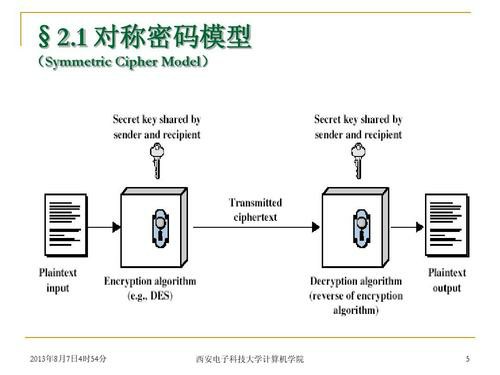 §2.1 对称密码模型
（Symmetric Cipher Model）
Secret key shared by
sender and recipient
Secret key shared by
sender and recipient
Transmitted
ciphertext
Plaintext
input
Encryption algorithm
(e.g., DES)
Decryption algorithm
(reverse of encryption
algorithm)
Plaintext
output
2013年8月7日4时54分
西安电子科技大学计算机学院
5